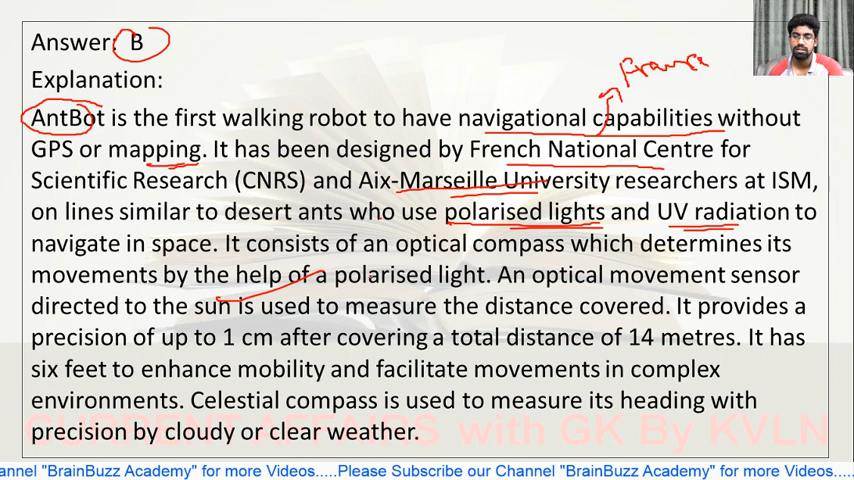 Answer: B
Explanation:
France
AntBot is the first walking robot to have navigational capabilities without
GPS or mapping. It has been designed by French National Centre for
Scientific Research (CNRS) and Aix-Marseille University researchers at ISM,
on lines similar to desert ants who use polarised lights and UV radiation to
navigate in space. It consists of an optical compass which determines its
movements by the help of a polarised light. An optical movement sensor
directed to the sun is used to measure the distance covered. It provides a
precision of up to 1 cm after covering a total distance of 14 metres. It has
six feet to enhance mobility and facilitate movements in complex
environments. Celestial compass is used to measure its heading with
CURRENT AFFAIRS with GK By KVLN
precision by cloudy or clear weather.
annel "BrainBuzz Academy" for more Videos.....Please Subscribe our Channel "BrainBuzz Academy" for more Videos.....